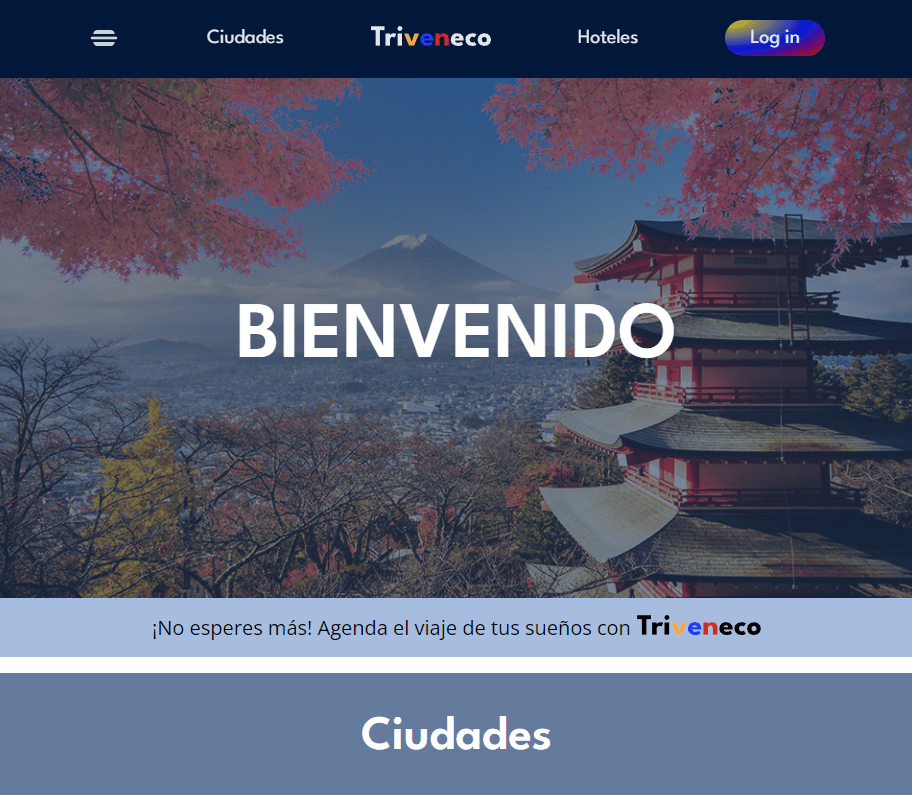 Ciudades Triveneco Hoteles Log in
BIENVENIDO
¡No esperes más! Agenda el viaje de tus sueños con Triveneco
Ciudades